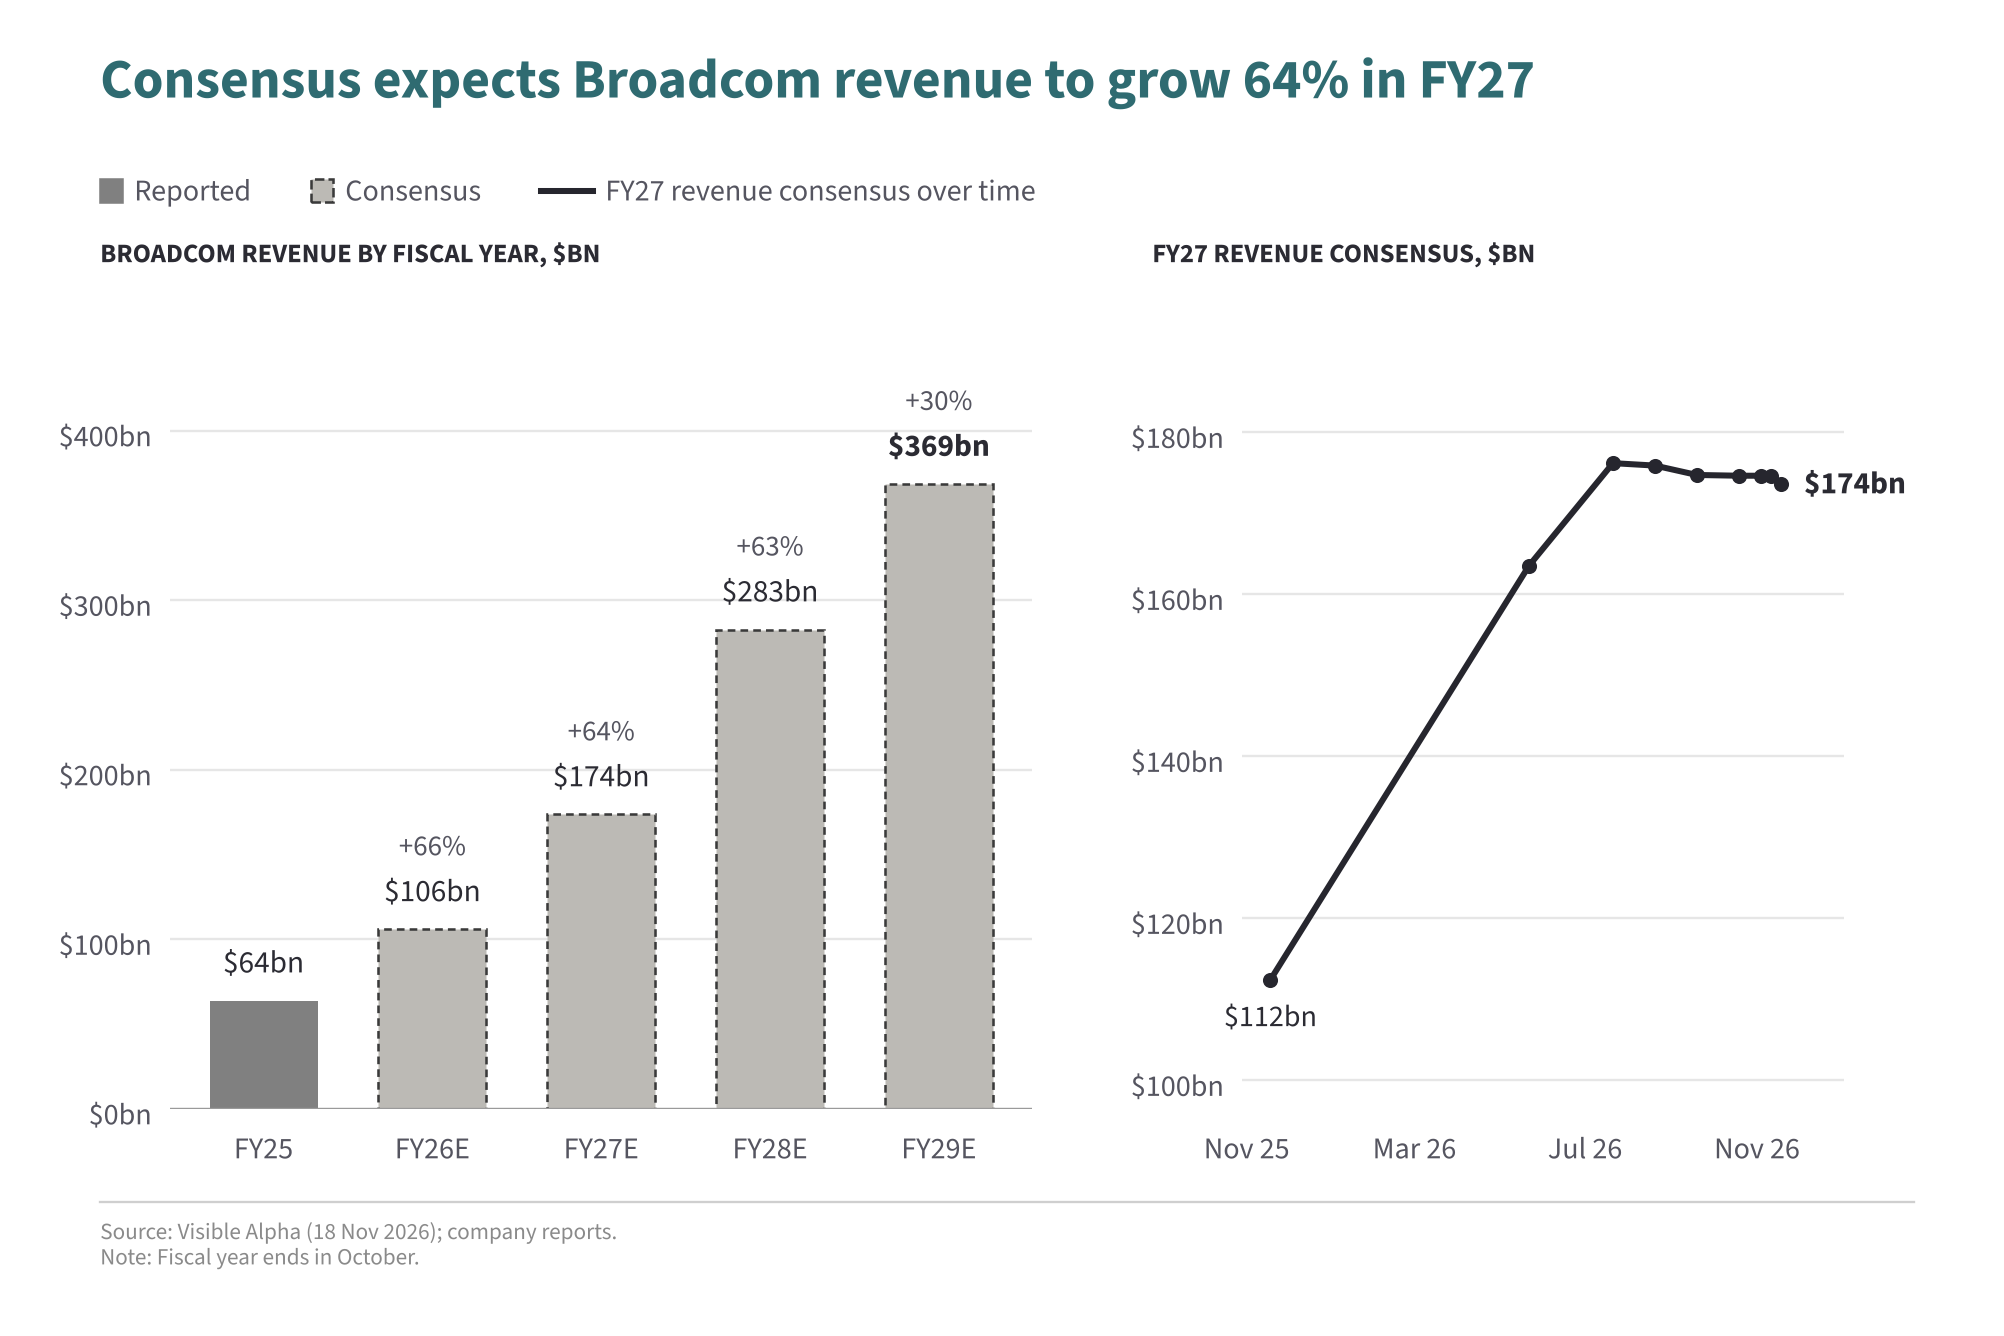 Consensus expects Broadcom revenue to grow 64% in FY27
Reported
Consensus
FY27 revenue consensus over time
BROADCOM REVENUE BY FISCAL YEAR, $BN
$400bn
$300bn
$200bn
$100bn
$0bn
$64bn
+66%
$106bn
+64%
$174bn
+63%
$283bn
+30%
$369bn
FY25
FY26E
FY27E
FY28E
FY29E
FY27 REVENUE CONSENSUS, $BN
$180bn
$160bn
$140bn
$120bn
$100bn
$112bn
$174bn
Nov 25
Mar 26
Jul 26
Nov 26
Source: Visible Alpha (18 Nov 2026); company reports.
Note: Fiscal year ends in October.